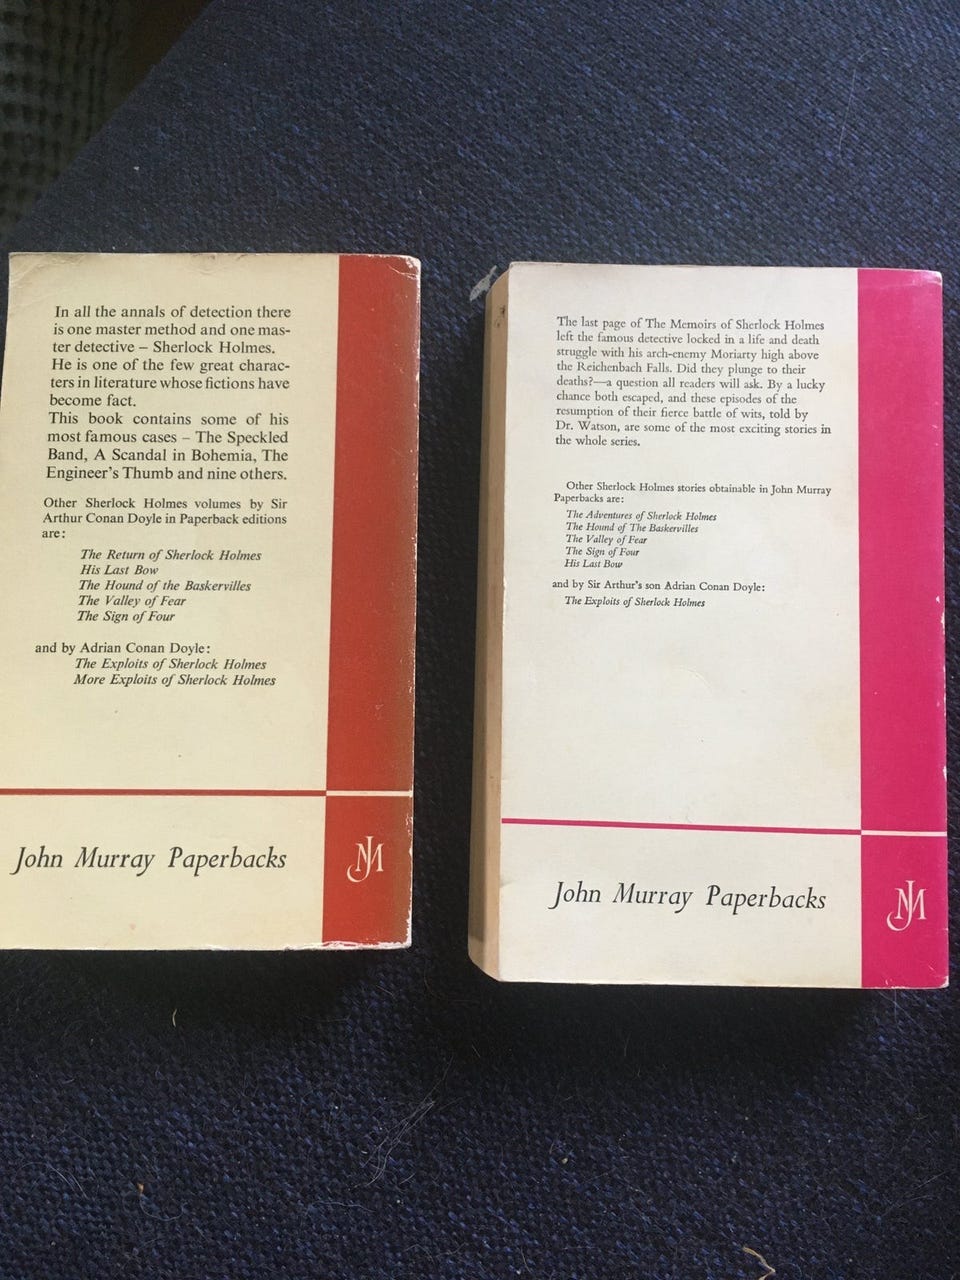 In all the annals of detection there
is one master method and one mas-
ter detective – Sherlock Holmes.
He is one of the few great charac-
ters in literature whose fictions have
become fact.
This book contains some of his
most famous cases – The Speckled
Band, A Scandal in Bohemia, The
Engineer's Thumb and nine others.
Other Sherlock Holmes volumes by Sir
Arthur Conan Doyle in Paperback editions
are:
The Return of Sherlock Holmes
His Last Bow
The Hound of the Baskervilles
The Valley of Fear
The Sign of Four
and by Adrian Conan Doyle:
The Exploits of Sherlock Holmes
More Exploits of Sherlock Holmes
John Murray Paperbacks
JM
The last page of The Memoirs of Sherlock Holmes
left the famous detective locked in a life and death
struggle with his arch-enemy Moriarty high above
the Reichenbach Falls. Did they plunge to their
deaths?—a question all readers will ask. By a lucky
chance both escaped, and these episodes of the
resumption of their fierce battle of wits, told by
Dr. Watson, are some of the most exciting stories in
the whole series.
Other Sherlock Holmes stories obtainable in John Murray
Paperbacks are:
The Adventures of Sherlock Holmes
The Hound of The Baskervilles
The Valley of Fear
The Sign of Four
His Last Bow
and by Sir Arthur's son Adrian Conan Doyle:
The Exploits of Sherlock Holmes
John Murray Paperbacks
JM